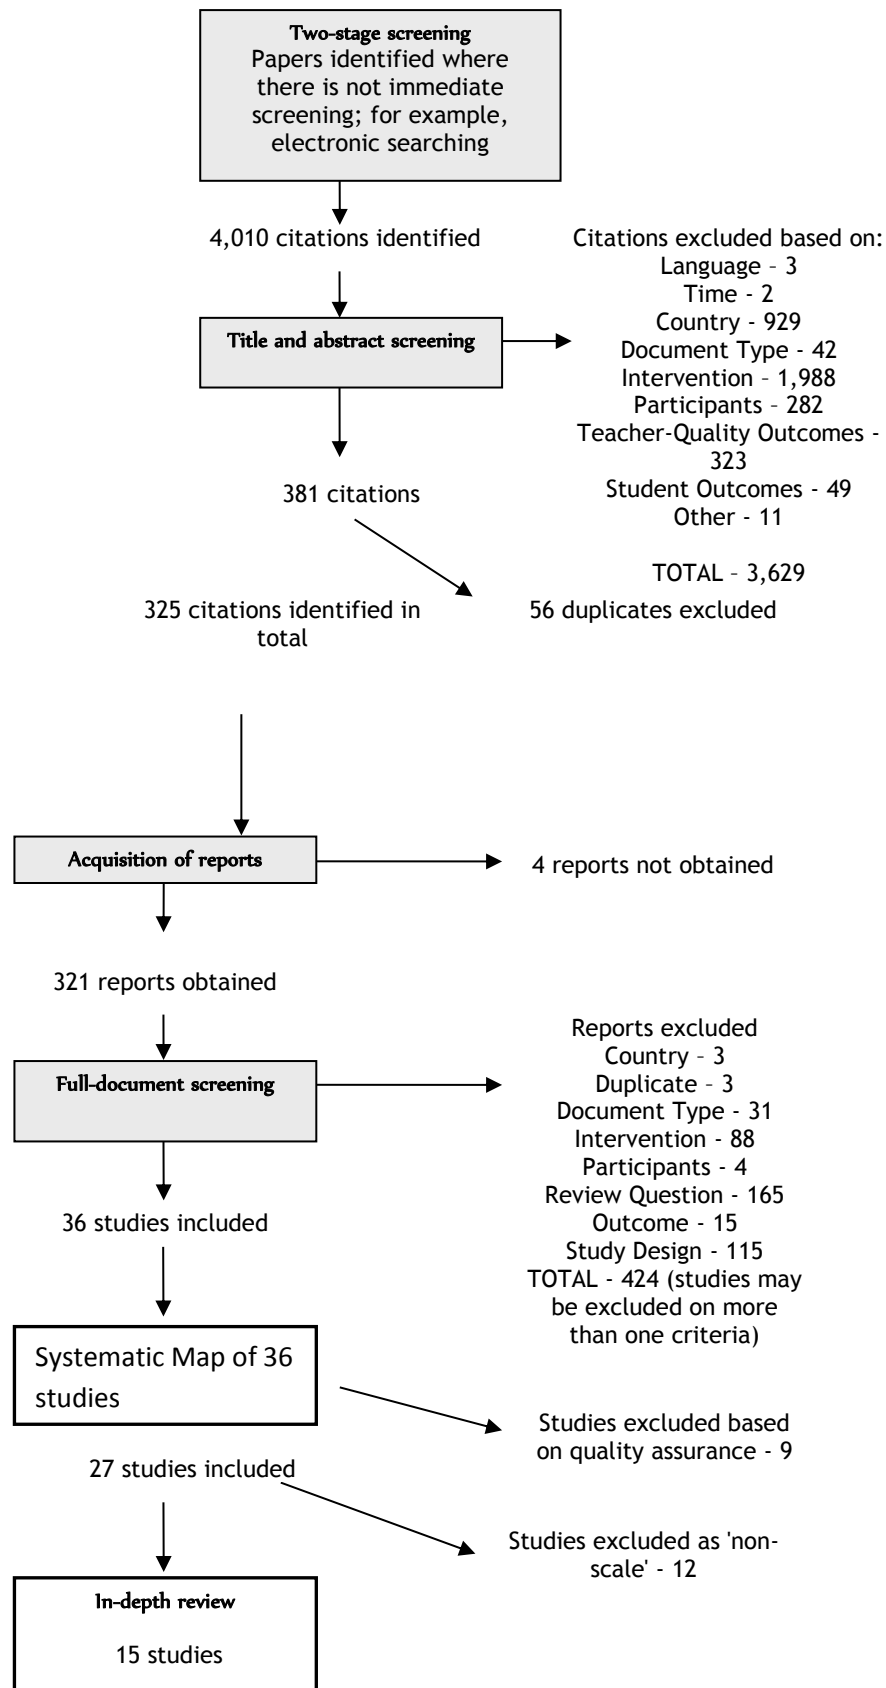 Two-stage screening
Papers identified where
there is not immediate
screening; for example,
electronic searching
4,010 citations identified
Citations excluded based on:
Language – 3
Time - 2
Country - 929
Document Type - 42
Intervention – 1,988
Participants – 282
Teacher-Quality Outcomes -
323
Student Outcomes - 49
Other - 11
TOTAL – 3,629
Title and abstract screening
381 citations
325 citations identified in
total
56 duplicates excluded
Acquisition of reports
4 reports not obtained
321 reports obtained
Reports excluded
Country – 3
Duplicate – 3
Document Type - 31
Intervention - 88
Participants - 4
Review Question - 165
Outcome - 15
Study Design - 115
TOTAL - 424 (studies may
be excluded on more
than one criteria)
Full-document screening
36 studies included
Systematic Map of 36
studies
Studies excluded based
on quality assurance - 9
27 studies included
Studies excluded as 'non-
scale' - 12
In-depth review
15 studies